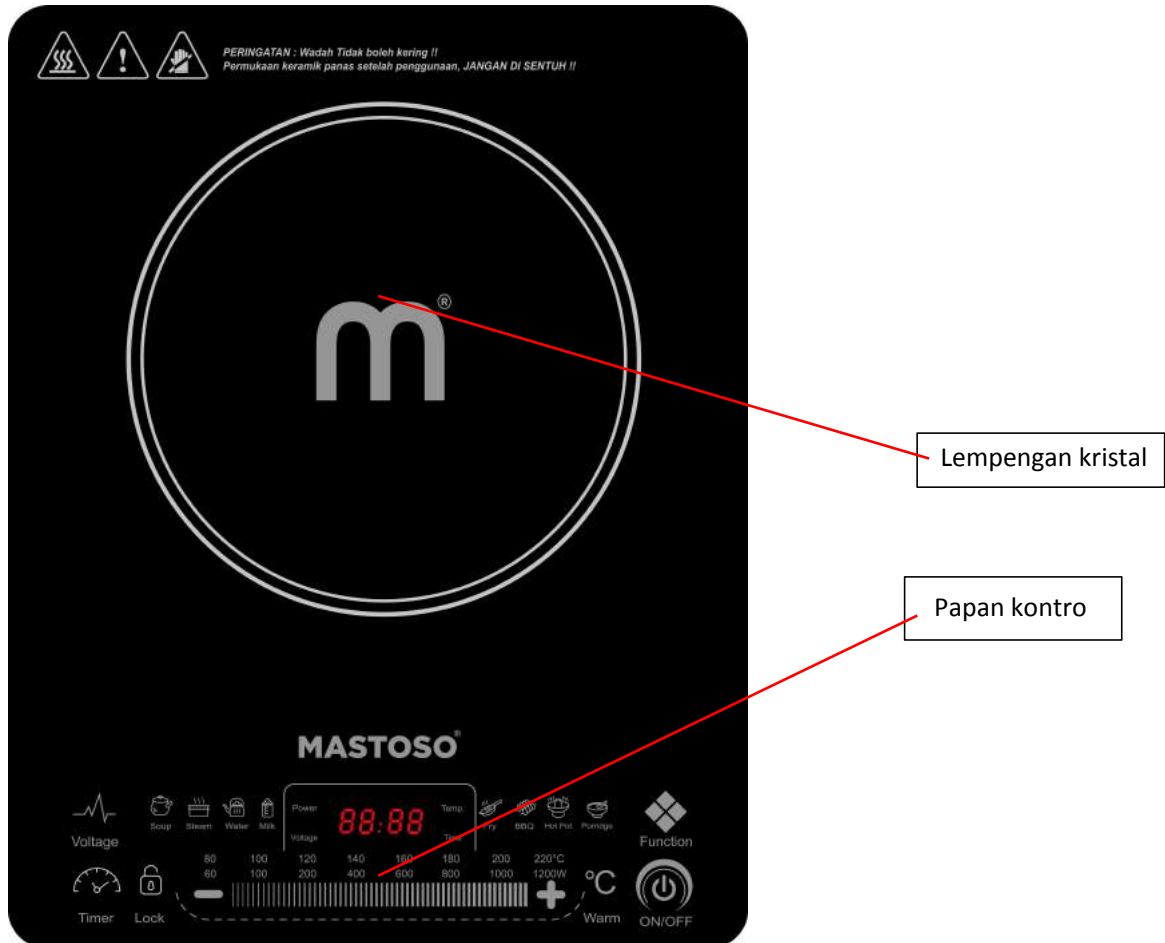 PERINGATAN : Wadah Tidak boleh kering !!
Permukaan keramik panas setelah penggunaan, JANGAN DI SENTUH !!
m®
Lempengan kristal
Papan kontro
MASTOSO®
Voltage
Soup Steam Water Milk
Power
Voltage
88:88
Temp.
Time
Fry BBQ Hot Pot Porridge
Function
80 100 120 140 160 180 200 220°C
60 100 200 400 600 800 1000 1200W
Timer
Lock
°C
Warm
ON/OFF